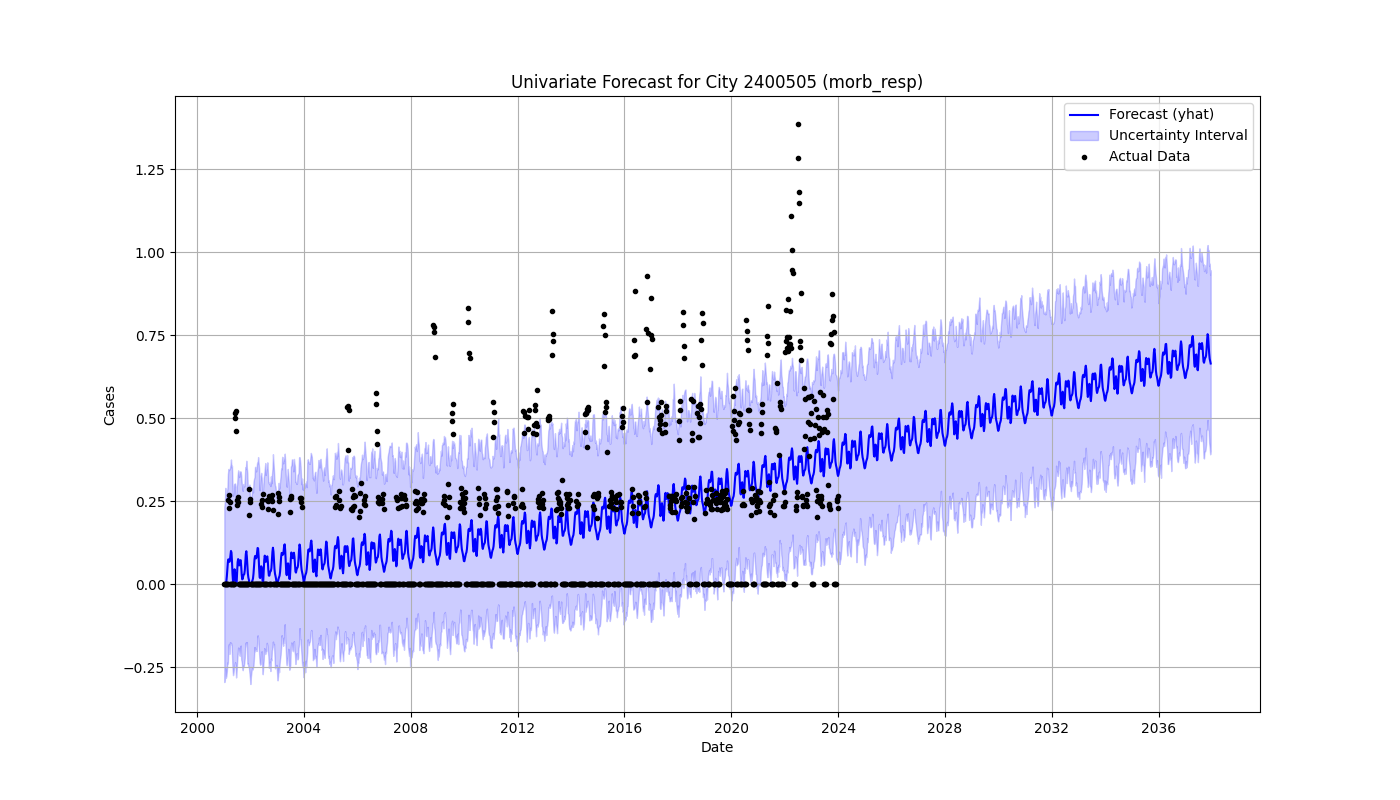 Univariate Forecast for City 2400505 (morb_resp)
Forecast (yhat)
Uncertainty Interval
Actual Data
Cases
1.25
1.00
0.75
0.50
0.25
0.00
−0.25
2000 2004 2008 2012 2016 2020 2024 2028 2032 2036
Date